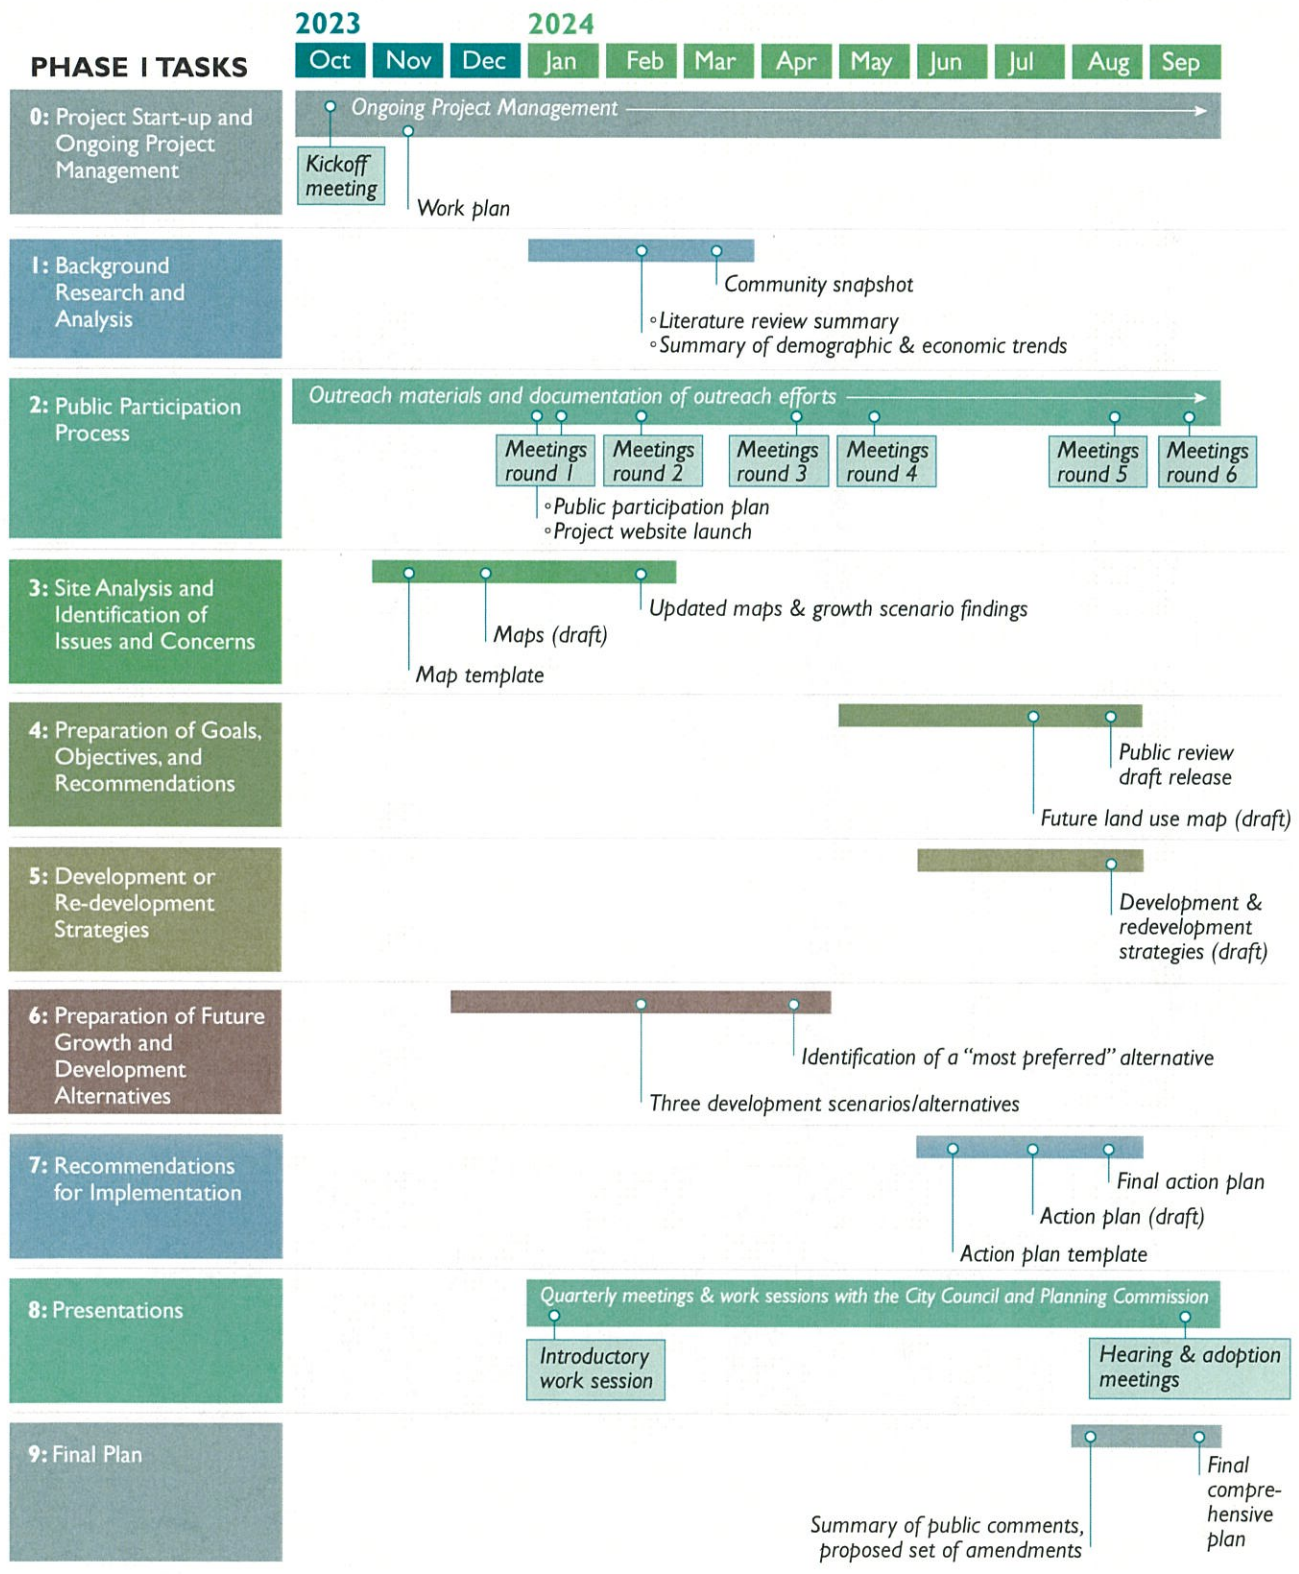 2023 2024
PHASE I TASKS
Oct Nov Dec Jan Feb Mar Apr May Jun Jul Aug Sep
0: Project Start-up and
Ongoing Project
Management
Ongoing Project Management
Kickoff
meeting
Work plan
1: Background
Research and
Analysis
Community snapshot
Literature review summary
Summary of demographic & economic trends
2: Public Participation
Process
Outreach materials and documentation of outreach efforts
Meetings
round 1
Meetings
round 2
Meetings
round 3
Meetings
round 4
Meetings
round 5
Meetings
round 6
Public participation plan
Project website launch
3: Site Analysis and
Identification of
Issues and Concerns
Updated maps & growth scenario findings
Maps (draft)
Map template
4: Preparation of Goals,
Objectives, and
Recommendations
Public review
draft release
Future land use map (draft)
5: Development or
Re-development
Strategies
Development &
redevelopment
strategies (draft)
6: Preparation of Future
Growth and
Development
Alternatives
Identification of a “most preferred” alternative
Three development scenarios/alternatives
7: Recommendations
for Implementation
Final action plan
Action plan (draft)
Action plan template
8: Presentations
Quarterly meetings & work sessions with the City Council and Planning Commission
Introductory
work session
Hearing & adoption
meetings
9: Final Plan
Final
compre-
hensive
plan
Summary of public comments,
proposed set of amendments